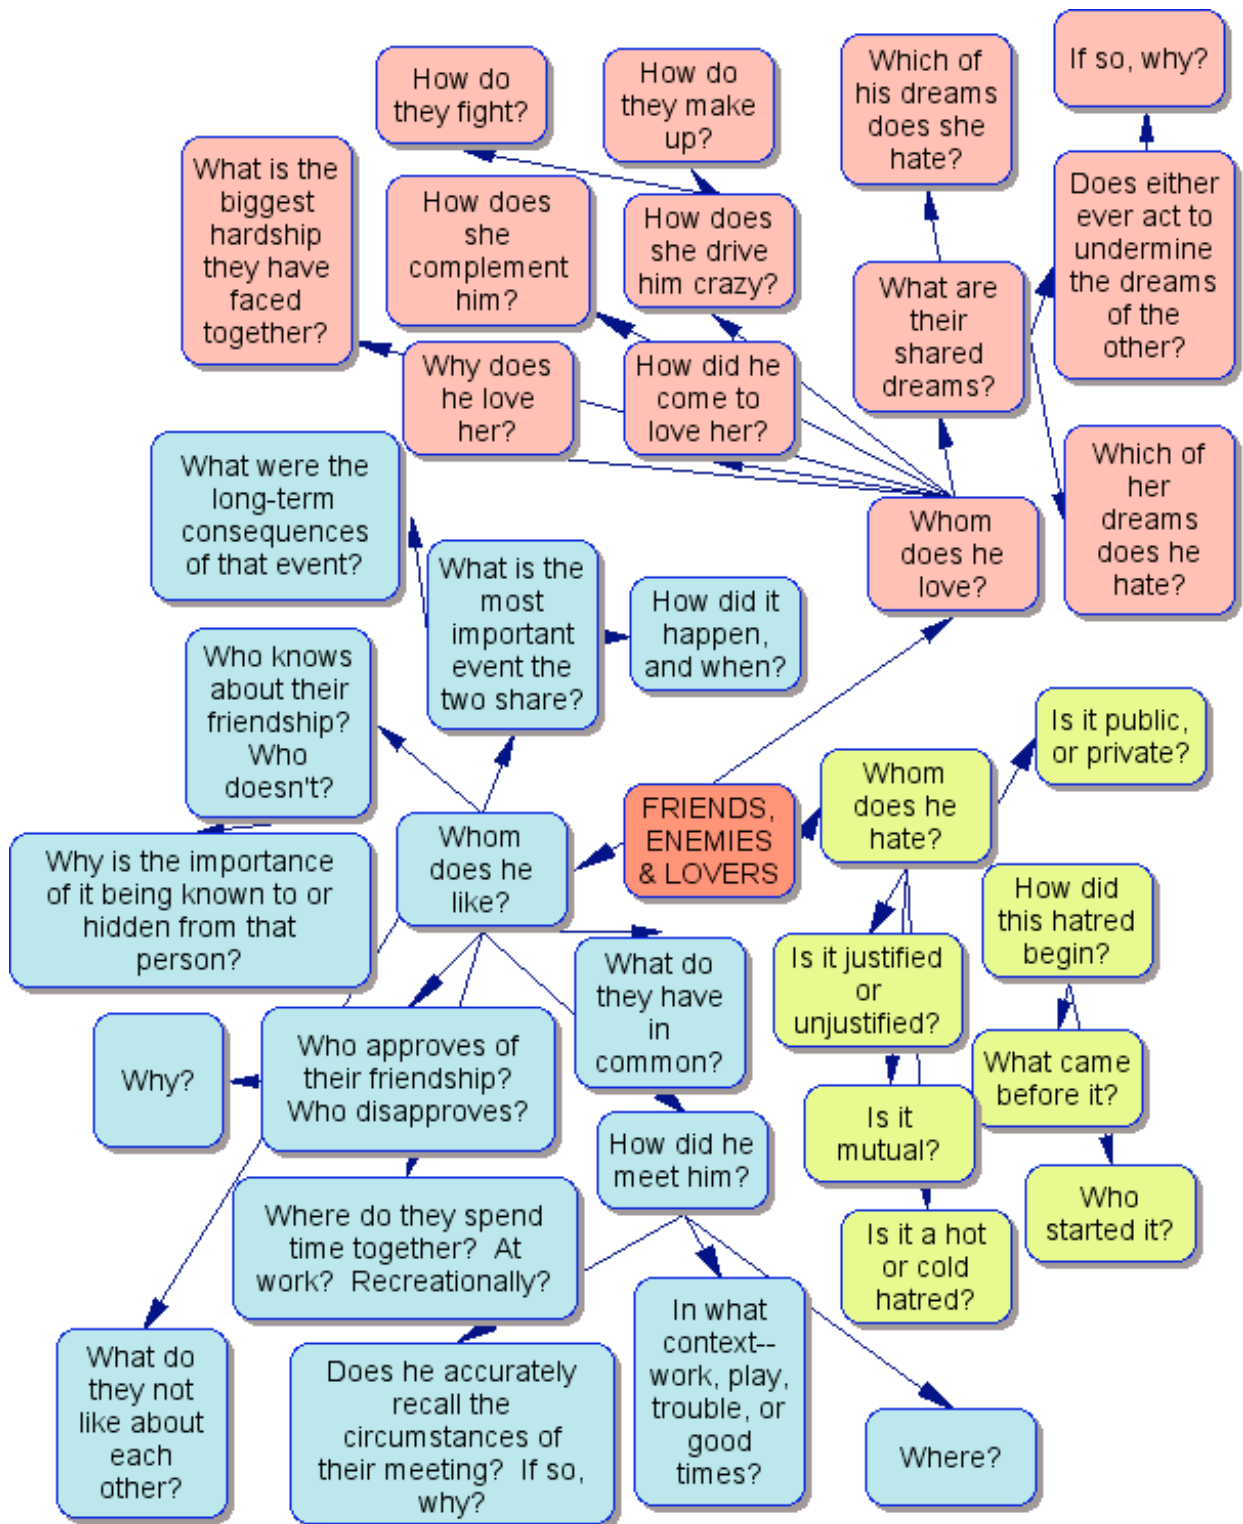 How do
they fight?
How do
they make
up?
Which of
his dreams
does she
hate?
If so, why?
What is the
biggest
hardship
they have
faced
together?
How does
she
complement
him?
How does
she drive
him crazy?
What are
their
shared
dreams?
Does either
ever act to
undermine
the dreams
of the
other?
Why does
he love
her?
How did he
come to
love her?
Which of
her
dreams
does he
hate?
Whom
does he
love?
What were the
long-term
consequences
of that event?
What is the
most
important
event the
two share?
How did it
happen,
and when?
Who knows
about their
friendship?
Who
doesn't?
Is it public,
or private?
Whom
does he
hate?
FRIENDS,
ENEMIES
& LOVERS
Whom
does he
like?
Why is the importance
of it being known to or
hidden from that
person?
How did
this hatred
begin?
Is it justified
or
unjustified?
What do
they have
in
common?
Why?
Who approves of
their friendship?
Who disapproves?
What came
before it?
Is it
mutual?
How did he
meet him?
Who
started it?
Where do they spend
time together?  At
work?  Recreationally?
Is it a hot
or cold
hatred?
In what
context--
work, play,
trouble, or
good
times?
What do
they not
like about
each
other?
Does he accurately
recall the
circumstances of
their meeting?  If so,
why?
Where?